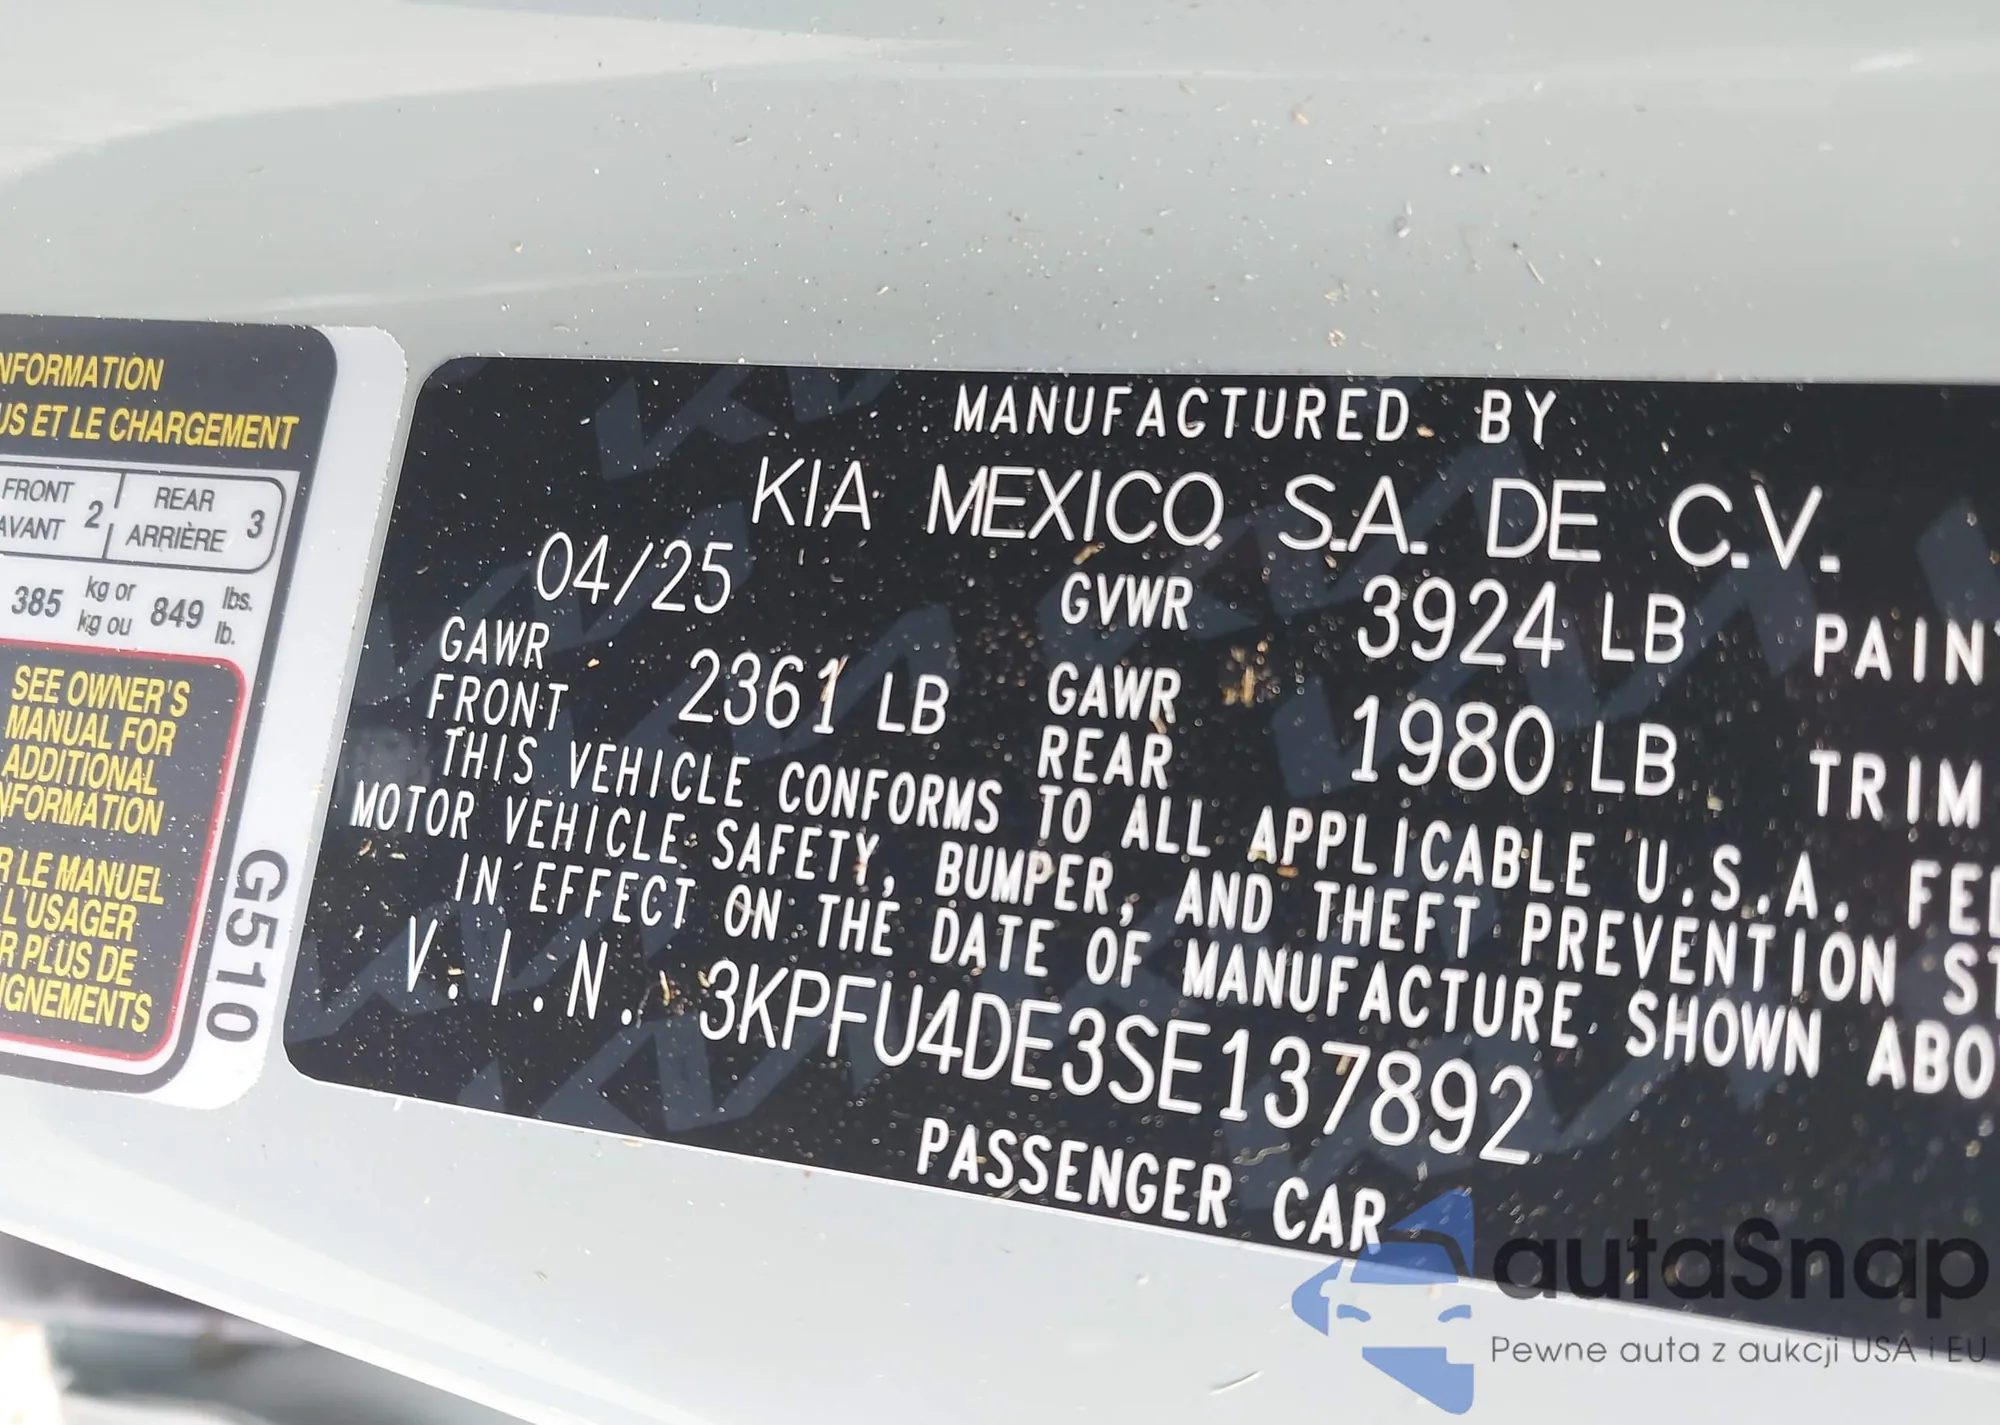 NFORMATION
US ET LE CHARGEMENT
FRONT 2 REAR 3
AVANT ARRIÈRE
385 kg or 849 lbs.
kg ou lb.
SEE OWNER'S
MANUAL FOR
ADDITIONAL
NFORMATION
R LE MANUEL
L'USAGER
R PLUS DE
IGNEMENTS
G510
MANUFACTURED BY
KIA MEXICO, S.A. DE C.V.
04/25 GVWR 3924 LB PAINT
GAWR FRONT 2361 LB GAWR REAR 1980 LB TRIM
THIS VEHICLE CONFORMS TO ALL APPLICABLE U.S.A. FED
MOTOR VEHICLE SAFETY, BUMPER, AND THEFT PREVENTION ST
IN EFFECT ON THE DATE OF MANUFACTURE SHOWN ABO
V.I.N. 3KPFU4DE3SE137892
PASSENGER CAR
autaSnap
Pewne auta z aukcji USA i EU